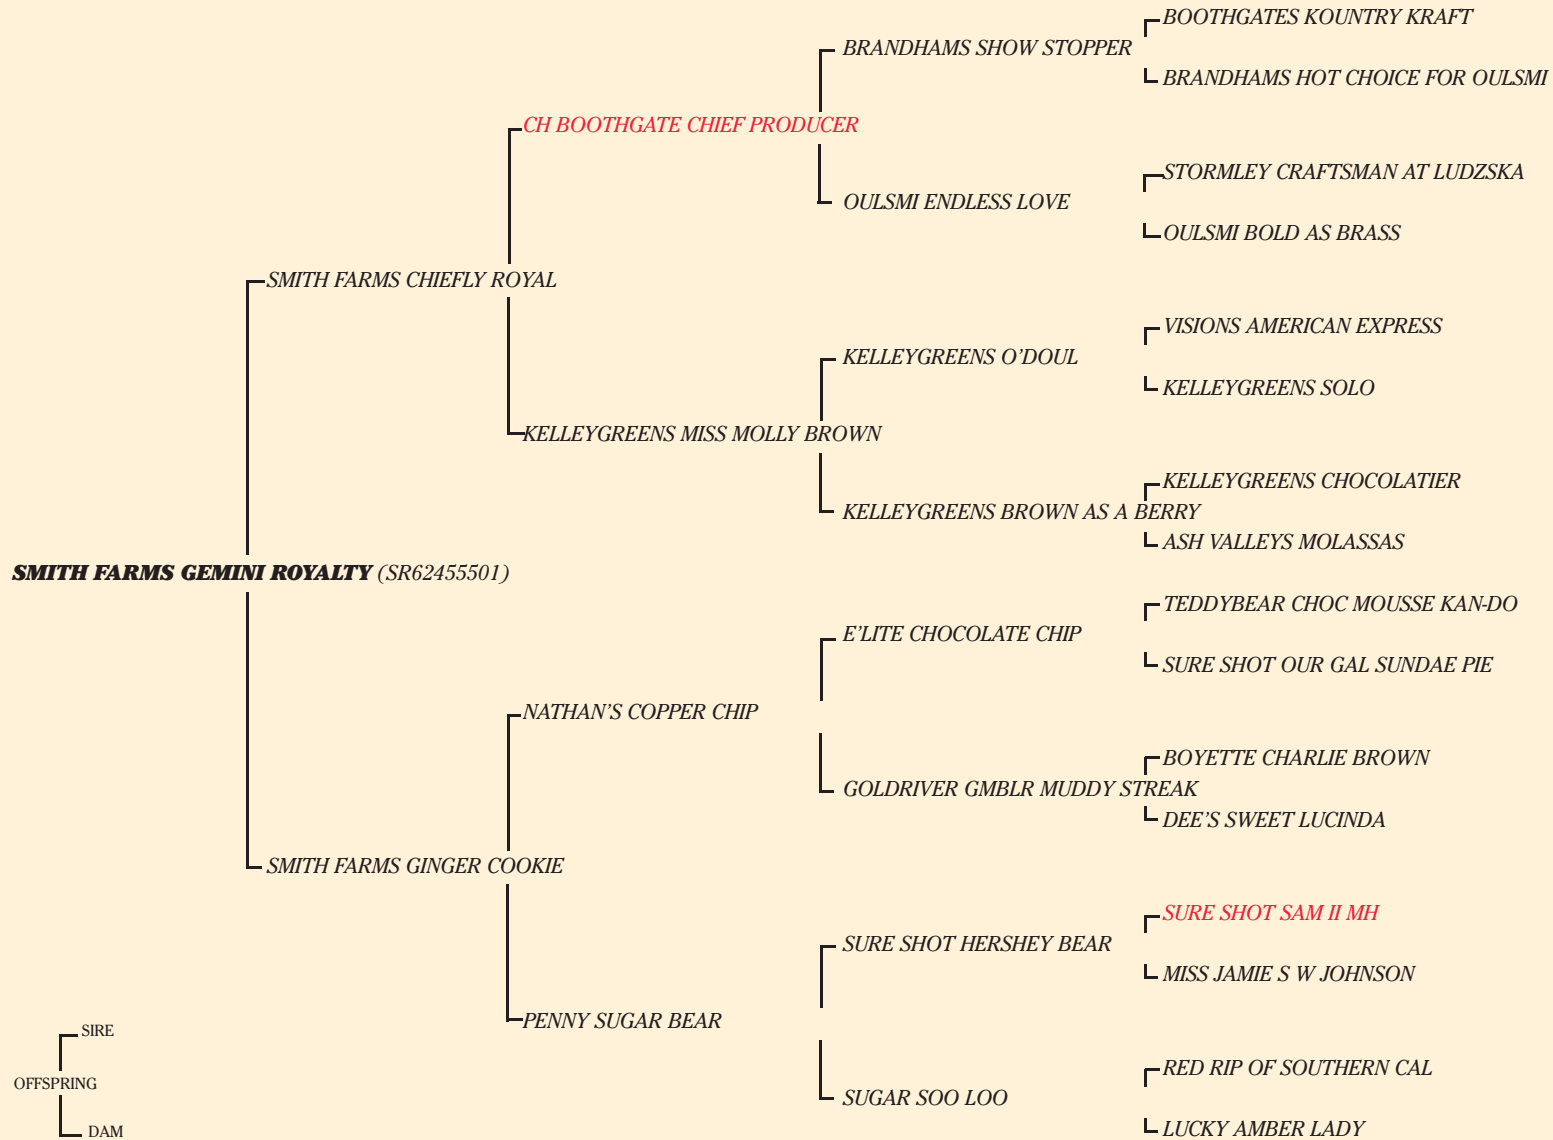 BOOTHGATES KOUNTRY KRAFT
BRANDHAMS SHOW STOPPER
BRANDHAMS HOT CHOICE FOR OULSMI
CH BOOTHGATE CHIEF PRODUCER
STORMLEY CRAFTSMAN AT LUDZSKA
OULSMI ENDLESS LOVE
OULSMI BOLD AS BRASS
SMITH FARMS CHIEFLY ROYAL
VISIONS AMERICAN EXPRESS
KELLEYGREENS O'DOUL
KELLEYGREENS SOLO
KELLEYGREENS MISS MOLLY BROWN
KELLEYGREENS CHOCOLATIER
KELLEYGREENS BROWN AS A BERRY
ASH VALLEYS MOLASSAS
SMITH FARMS GEMINI ROYALTY (SR62455501)
TEDDYBEAR CHOC MOUSSE KAN-DO
E'LITE CHOCOLATE CHIP
SURE SHOT OUR GAL SUNDAE PIE
NATHAN'S COPPER CHIP
BOYETTE CHARLIE BROWN
GOLDRIVER GMBLR MUDDY STREAK
DEE'S SWEET LUCINDA
SMITH FARMS GINGER COOKIE
SURE SHOT SAM II MH
SURE SHOT HERSHEY BEAR
MISS JAMIE S W JOHNSON
PENNY SUGAR BEAR
RED RIP OF SOUTHERN CAL
SUGAR SOO LOO
LUCKY AMBER LADY
SIRE
OFFSPRING
DAM